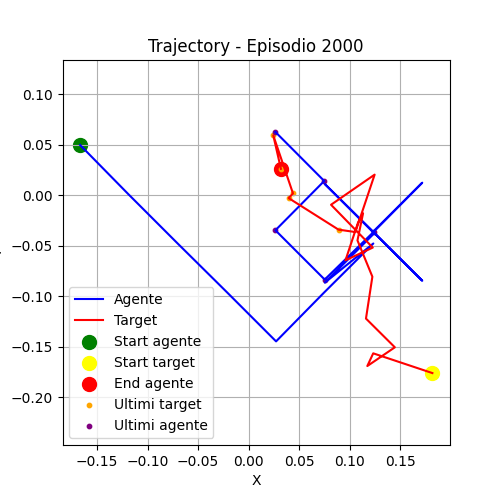 Trajectory - Episodio 2000
0.10
0.05
0.00
−0.05
−0.10
−0.15
−0.20
Agente
Target
Start agente
Start target
End agente
Ultimi target
Ultimi agente
−0.15 −0.10 −0.05 0.00 0.05 0.10 0.15
X